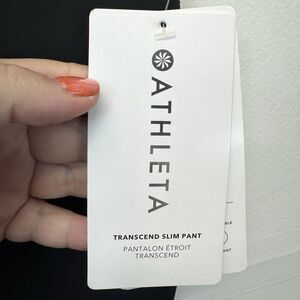 ATHLETA
TRANSCEND SLIM PANT
PANTALON ÉTROIT
TRANSCEND